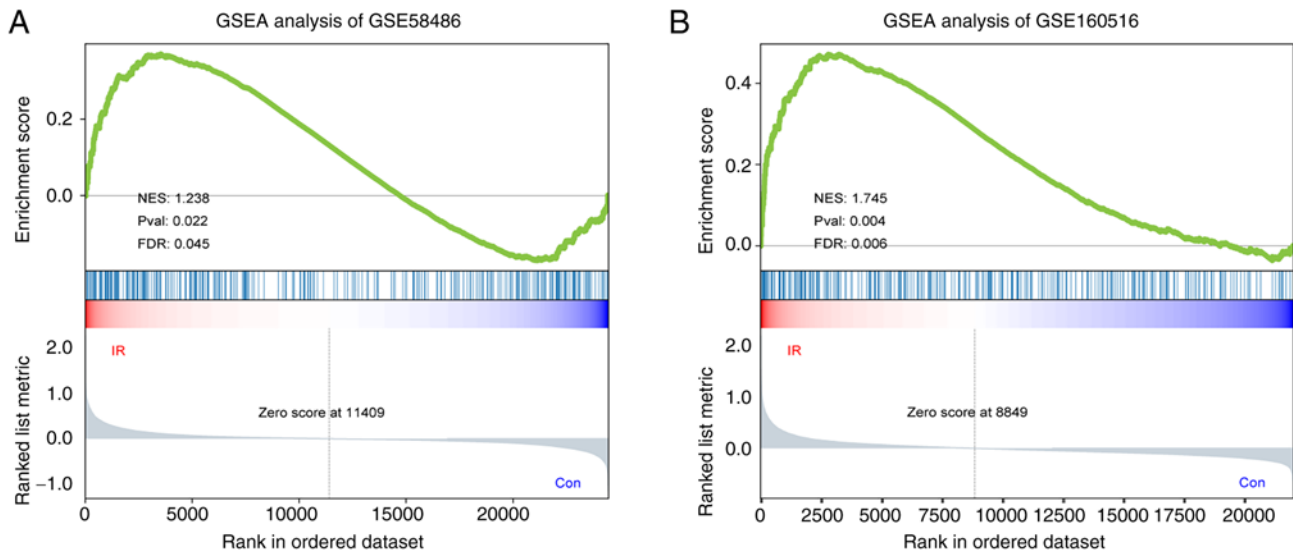 A
GSEA analysis of GSE58486
Enrichment score
0.2
0.0
NES: 1.238
Pval: 0.022
FDR: 0.045
Ranked list metric
2.0
1.0
0.0
−1.0
IR
Zero score at 11409
Con
0
5000
10000
15000
20000
Rank in ordered dataset
B
GSEA analysis of GSE160516
Enrichment score
0.4
0.2
0.0
NES: 1.745
Pval: 0.004
FDR: 0.006
Ranked list metric
2.0
1.0
0.0
IR
Zero score at 8849
Con
0
2500
5000
7500
10000
12500
15000
17500
20000
Rank in ordered dataset